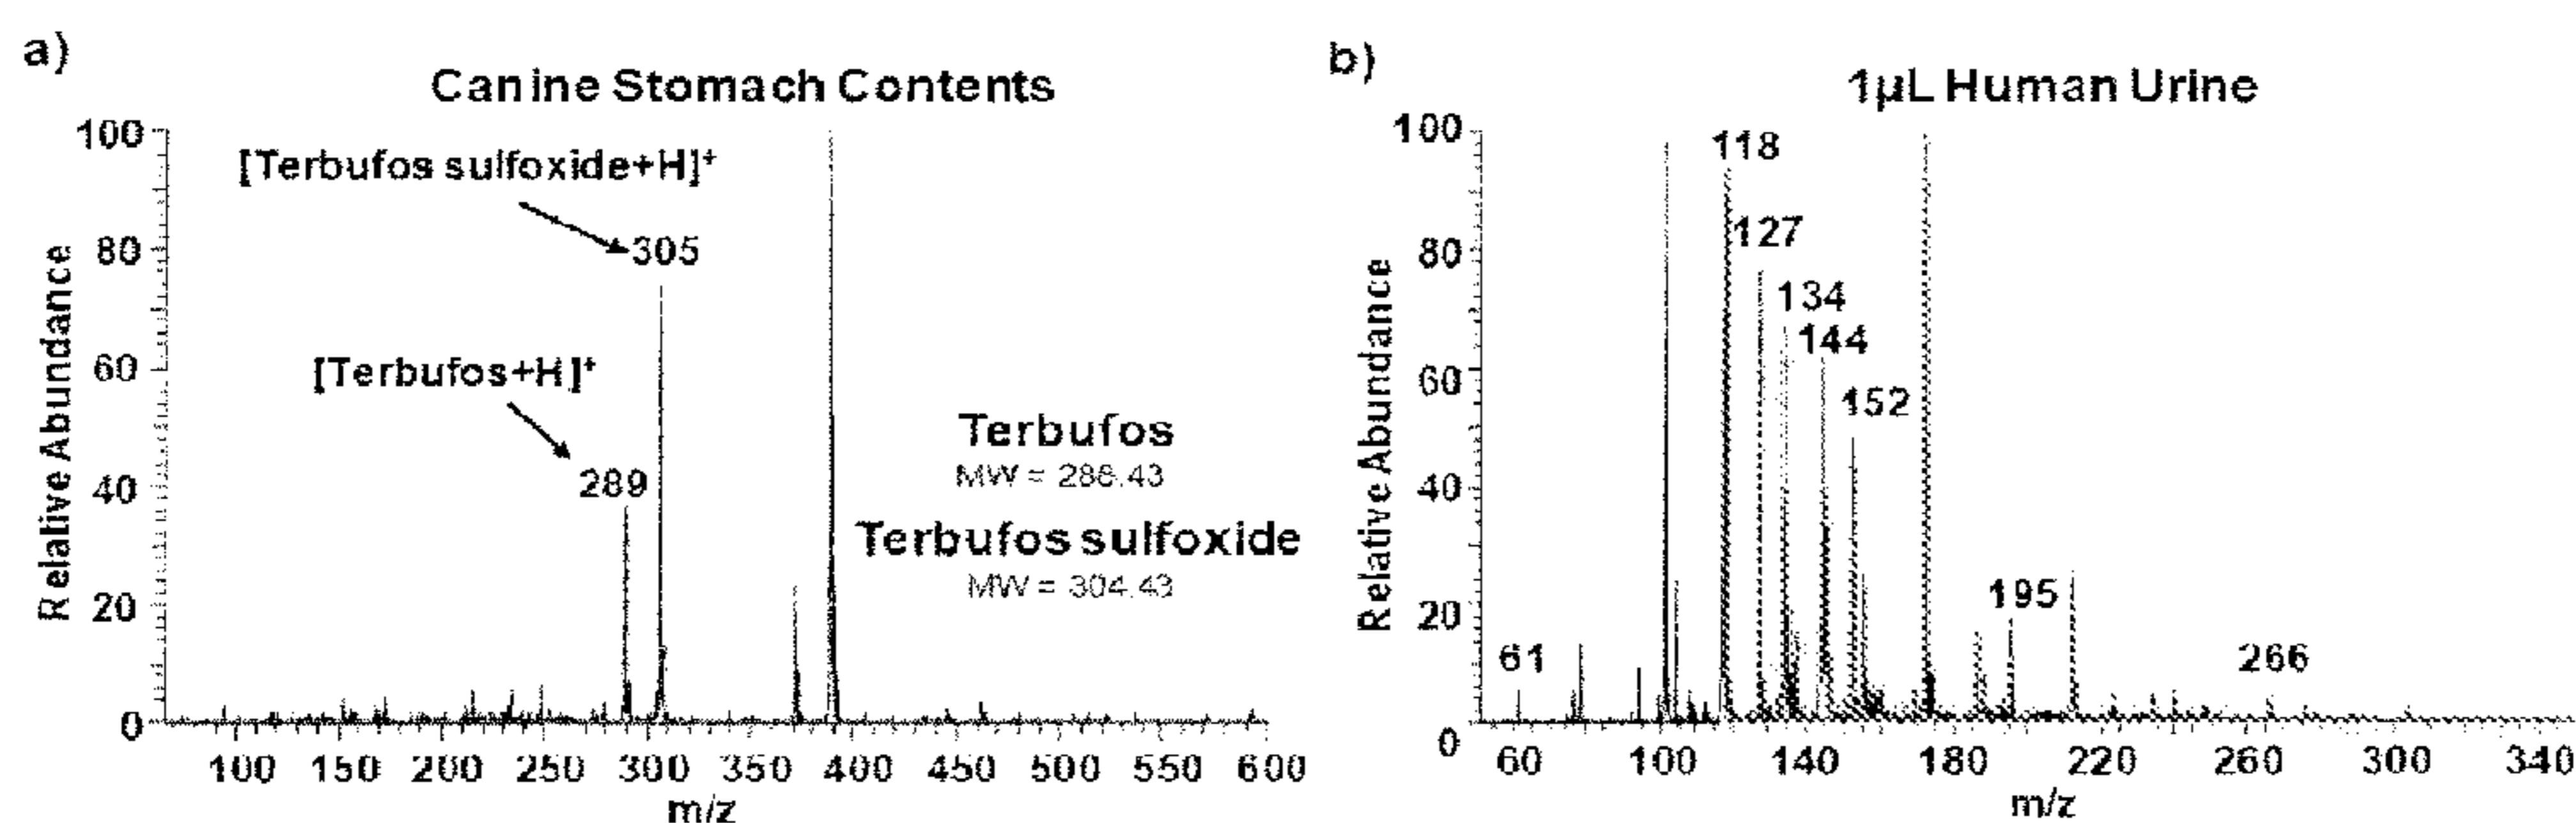 a)
Canine Stomach Contents
Relative Abundance
100
80
60
40
20
0
[Terbufos sulfoxide+H]⁺
305
[Terbufos+H]⁺
289
Terbufos
MW = 288.43
Terbufos sulfoxide
MW = 304.43
100 150 200 250 300 350 400 450 500 550 600
m/z
b)
1µL Human Urine
Relative Abundance
100
80
60
40
20
0
118
127
134
144
152
195
61
266
60 100 140 180 220 260 300 340
m/z